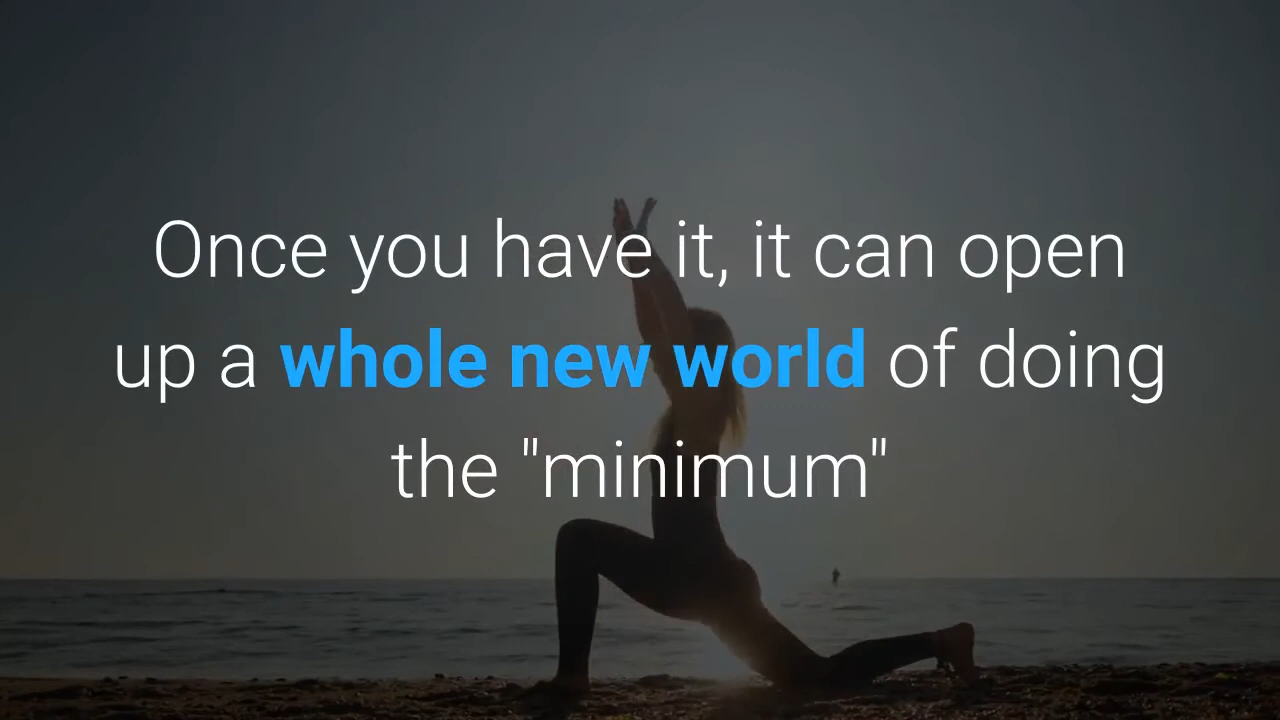 Once you have it, it can open
up a whole new world of doing
the "minimum"